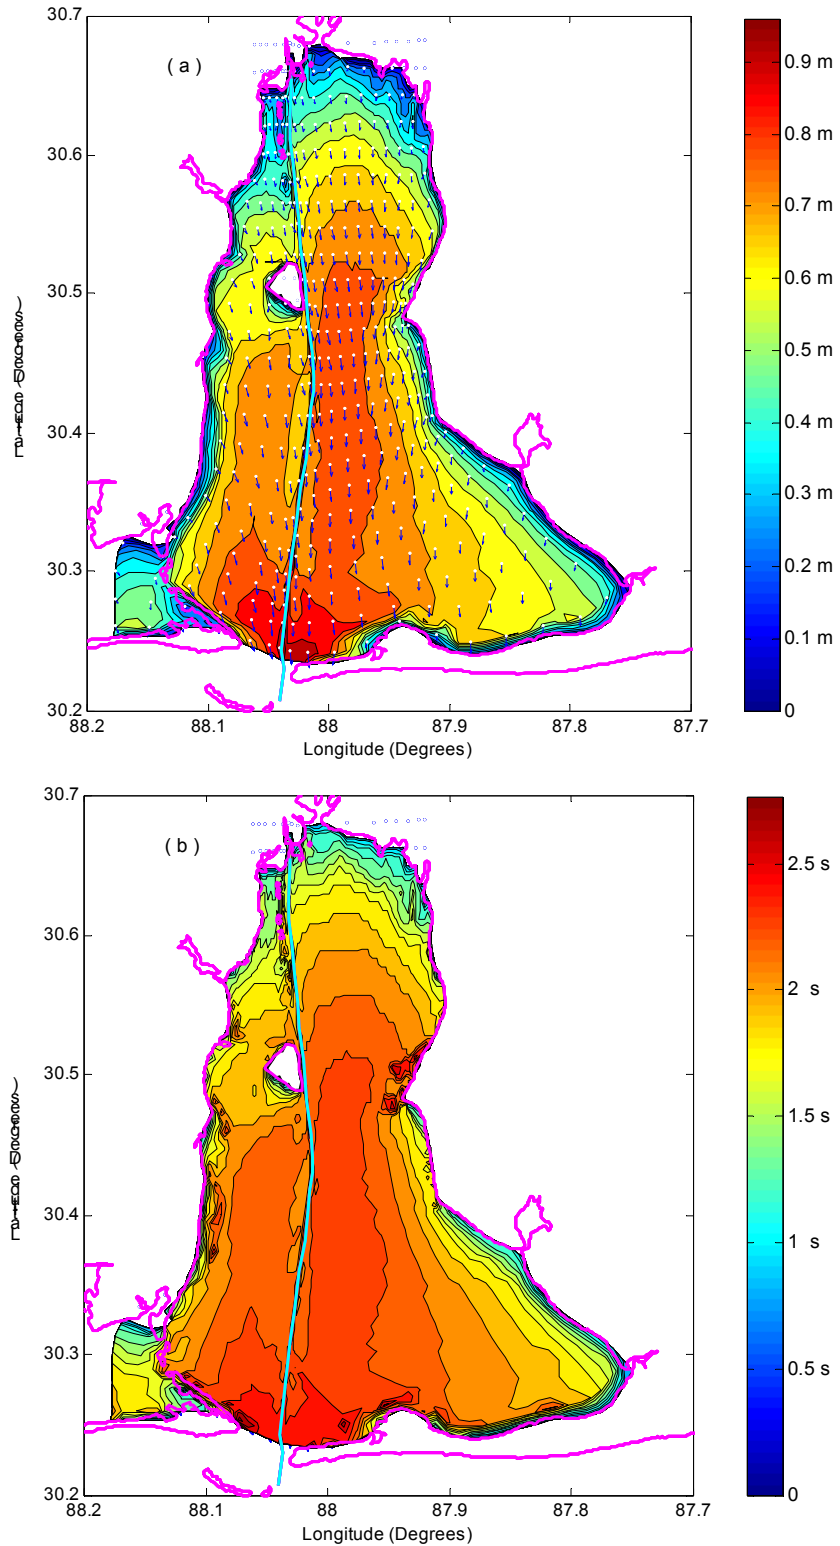 30.7
( a )
30.6
30.5
30.4
30.3
30.2
88.2 88.1 88 87.9 87.8 87.7
Longitude (Degrees)
0.9 m
0.8 m
0.7 m
0.6 m
0.5 m
0.4 m
0.3 m
0.2 m
0.1 m
0
30.7
( b )
30.6
30.5
30.4
30.3
30.2
88.2 88.1 88 87.9 87.8 87.7
Longitude (Degrees)
2.5 s
2 s
1.5 s
1 s
0.5 s
0